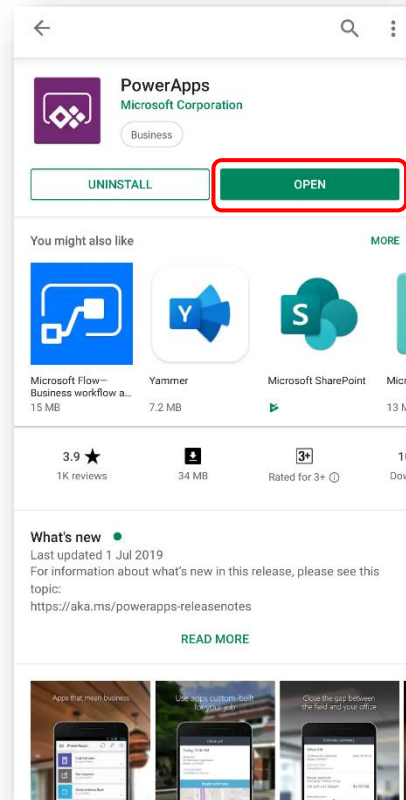 PowerApps
Microsoft Corporation
Business
UNINSTALL
OPEN
You might also like
MORE
Y
S
Microsoft Flow—
Business workflow a...
15 MB
Yammer
7.2 MB
Microsoft SharePoint
13
3.9 ★
1K reviews
34 MB
3+
Rated for 3+
What's new
Last updated 1 Jul 2019
For information about what's new in this release, please see this
topic:
https://aka.ms/powerapps-releasenotes
READ MORE
Apps that mean business
Use apps custom-built
for your job
Close the gap between
the field and your office
PowerApps